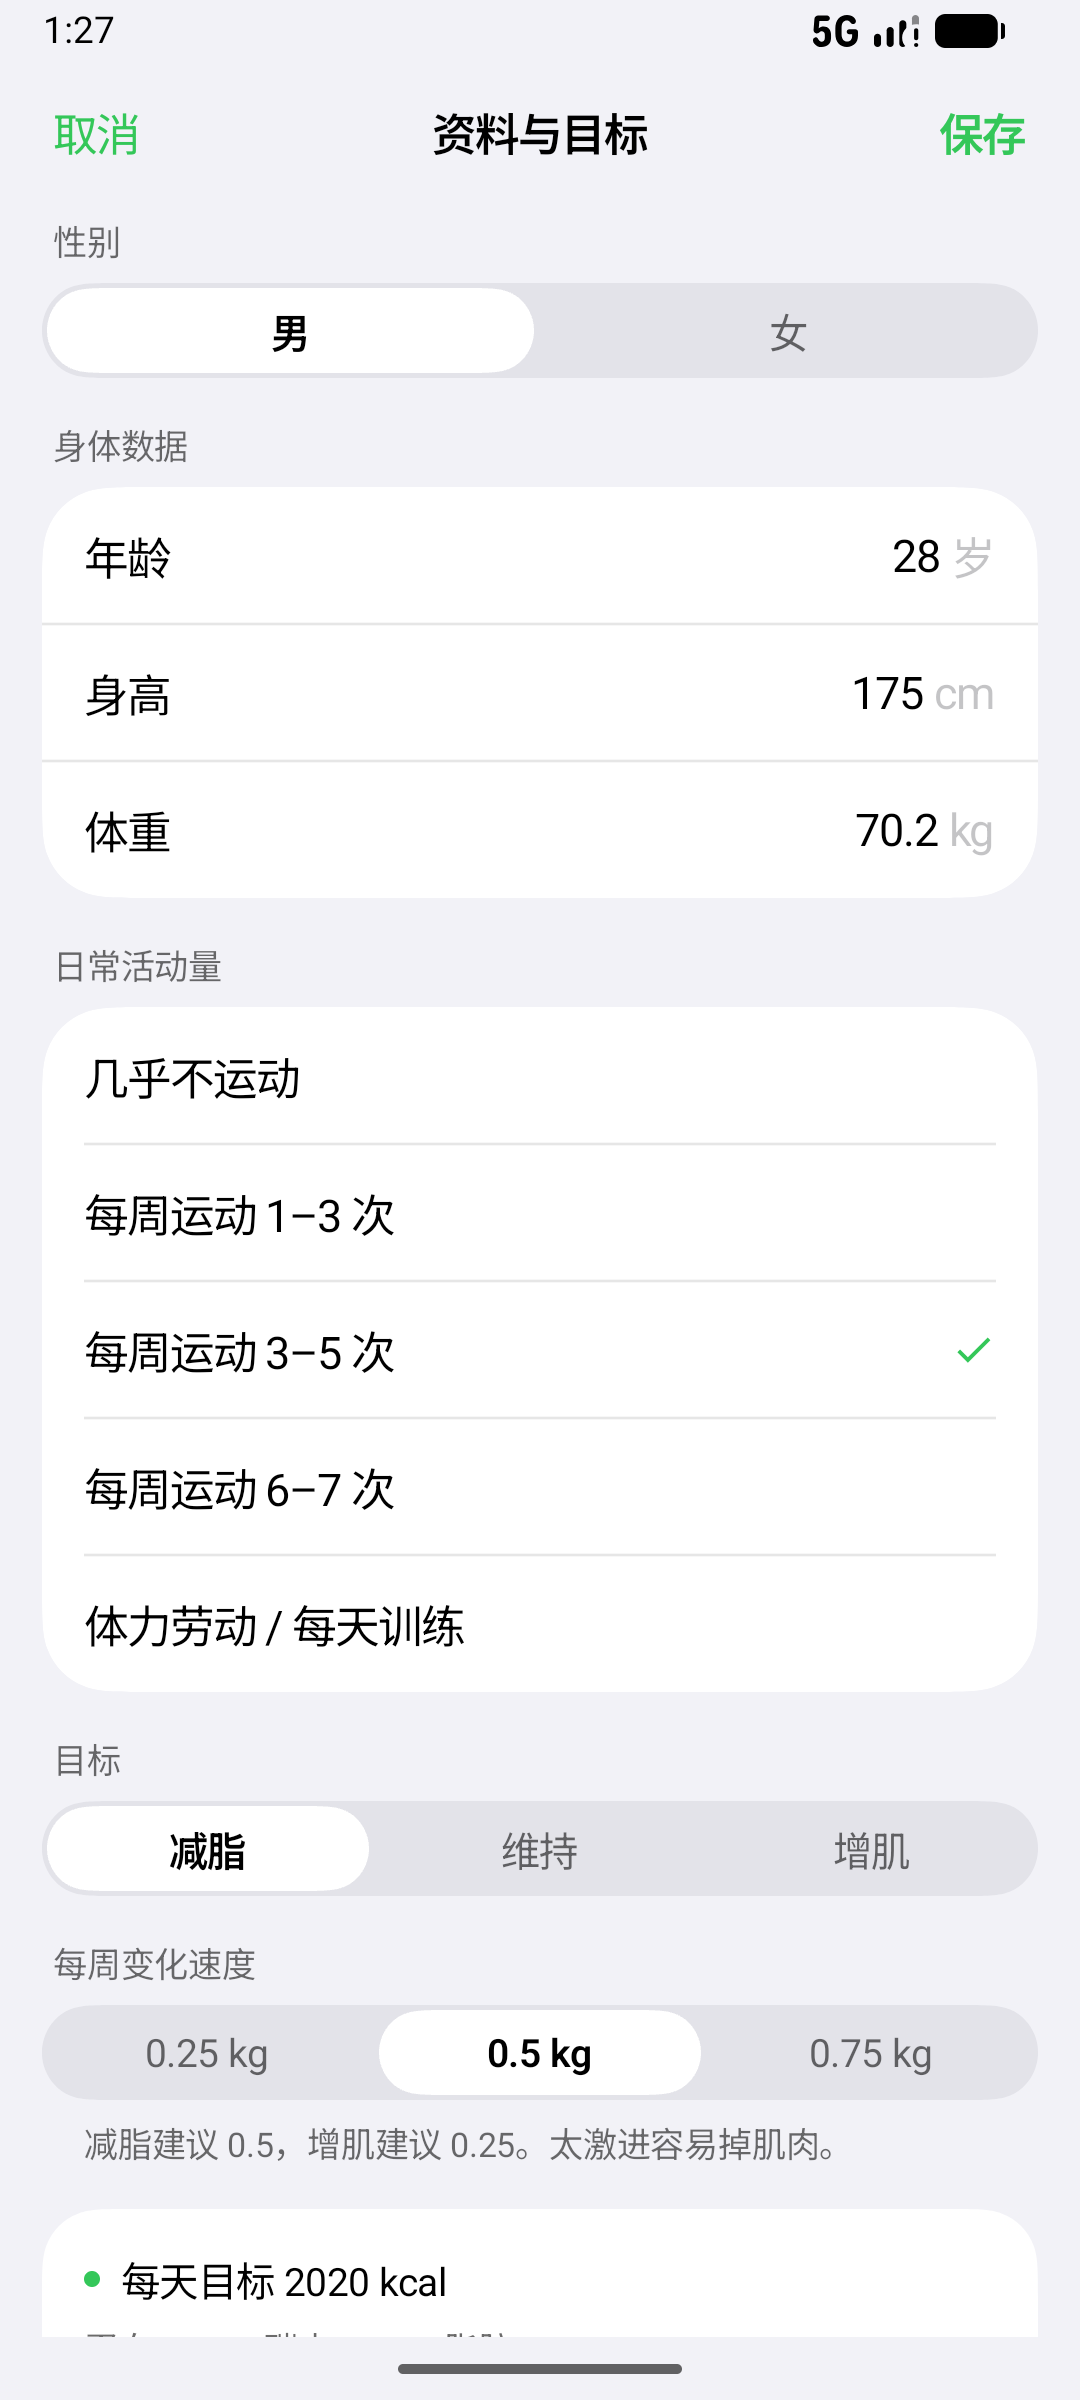 1:27
5G
取消
资料与目标
保存
性别
男
女
身体数据
年龄
28 岁
身高
175 cm
体重
70.2 kg
日常活动量
几乎不运动
每周运动 1–3 次
每周运动 3–5 次
每周运动 6–7 次
体力劳动 / 每天训练
目标
减脂
维持
增肌
每周变化速度
0.25 kg
0.5 kg
0.75 kg
减脂建议 0.5，增肌建议 0.25。太激进容易掉肌肉。
每天目标 2020 kcal